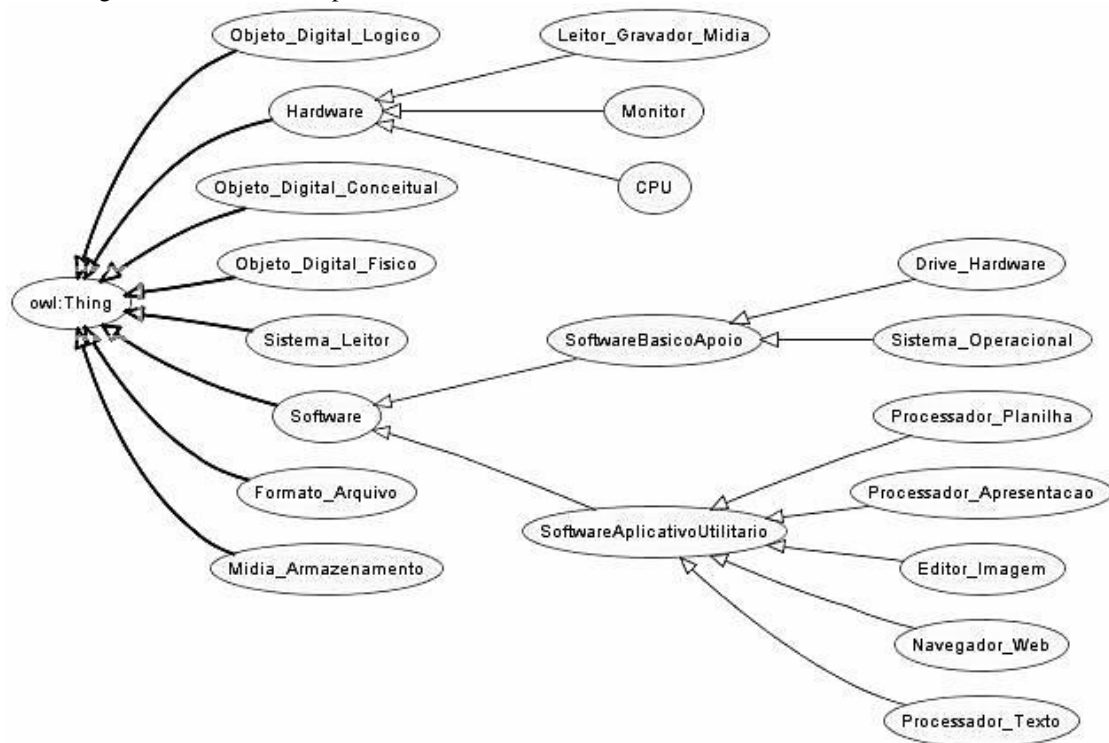 Objeto_Digital_Logico
Leitor_Gravador_Midia
Hardware
Monitor
Objeto_Digital_Conceitual
CPU
Objeto_Digital_Fisico
Drive_Hardware
owl:Thing
Sistema_Leitor
SoftwareBasicoApoio
Sistema_Operacional
Software
Processador_Planilha
Formato_Arquivo
Processador_Apresentacao
SoftwareAplicativoUtilitario
Midia_Armazenamento
Editor_Imagem
Navegador_Web
Processador_Texto